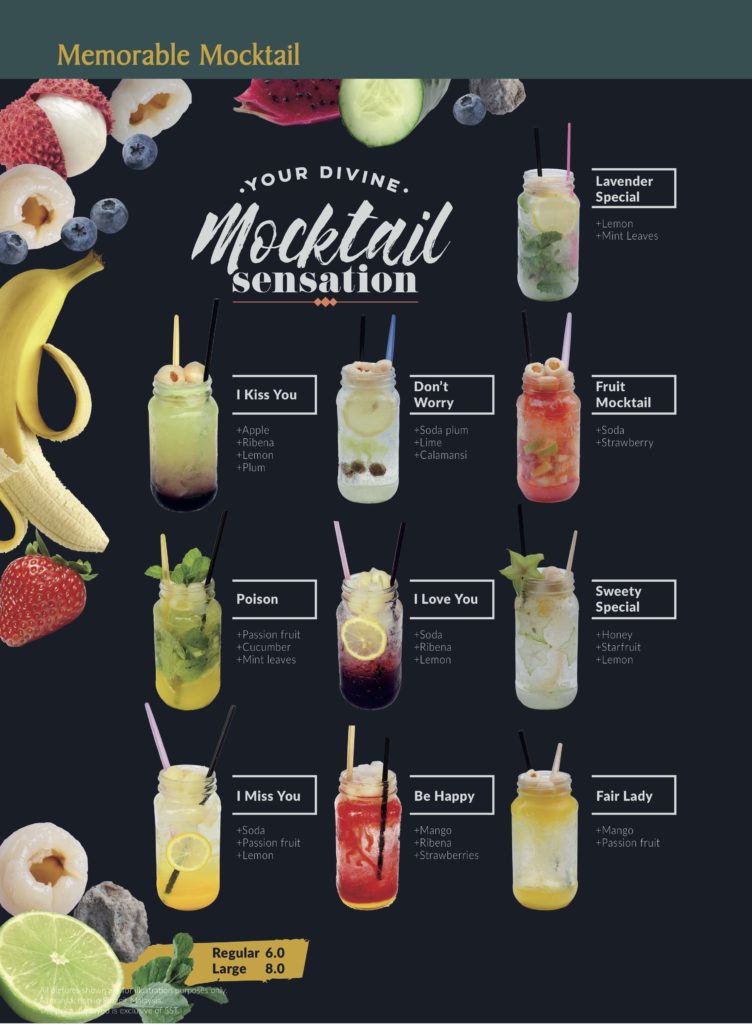 Memorable Mocktail
·YOUR DIVINE·
Mocktail
sensation
Lavender
Special
+Lemon
+Mint Leaves
I Kiss You
+Apple
+Ribena
+Lemon
+Plum
Don't
Worry
+Soda plum
+Lime
+Calamansi
Fruit
Mocktail
+Soda
+Strawberry
Poison
+Passion fruit
+Cucumber
+Mint leaves
I Love You
+Soda
+Ribena
+Lemon
Sweety
Special
+Honey
+Starfruit
+Lemon
I Miss You
+Soda
+Passion fruit
+Lemon
Be Happy
+Mango
+Ribena
+Strawberries
Fair Lady
+Mango
+Passion fruit
Regular 6.0
Large 8.0
All pictures shown are for illustration purposes only.
Malaysia.
is exclusive of SST.